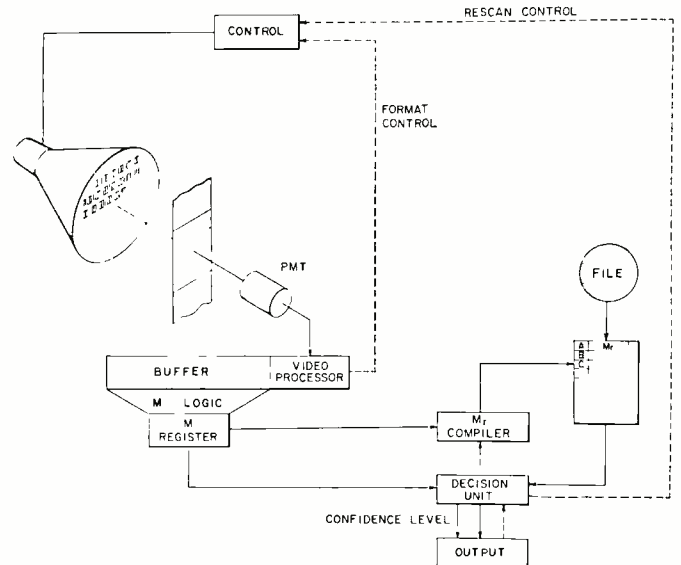 RESCAN CONTROL
CONTROL
FORMAT
CONTROL
PMT
FILE
A Mr
B
C
BUFFER
VIDEO
PROCESSOR
M LOGIC
M
REGISTER
Mr
COMPILER
DECISION
UNIT
CONFIDENCE LEVEL
OUTPUT